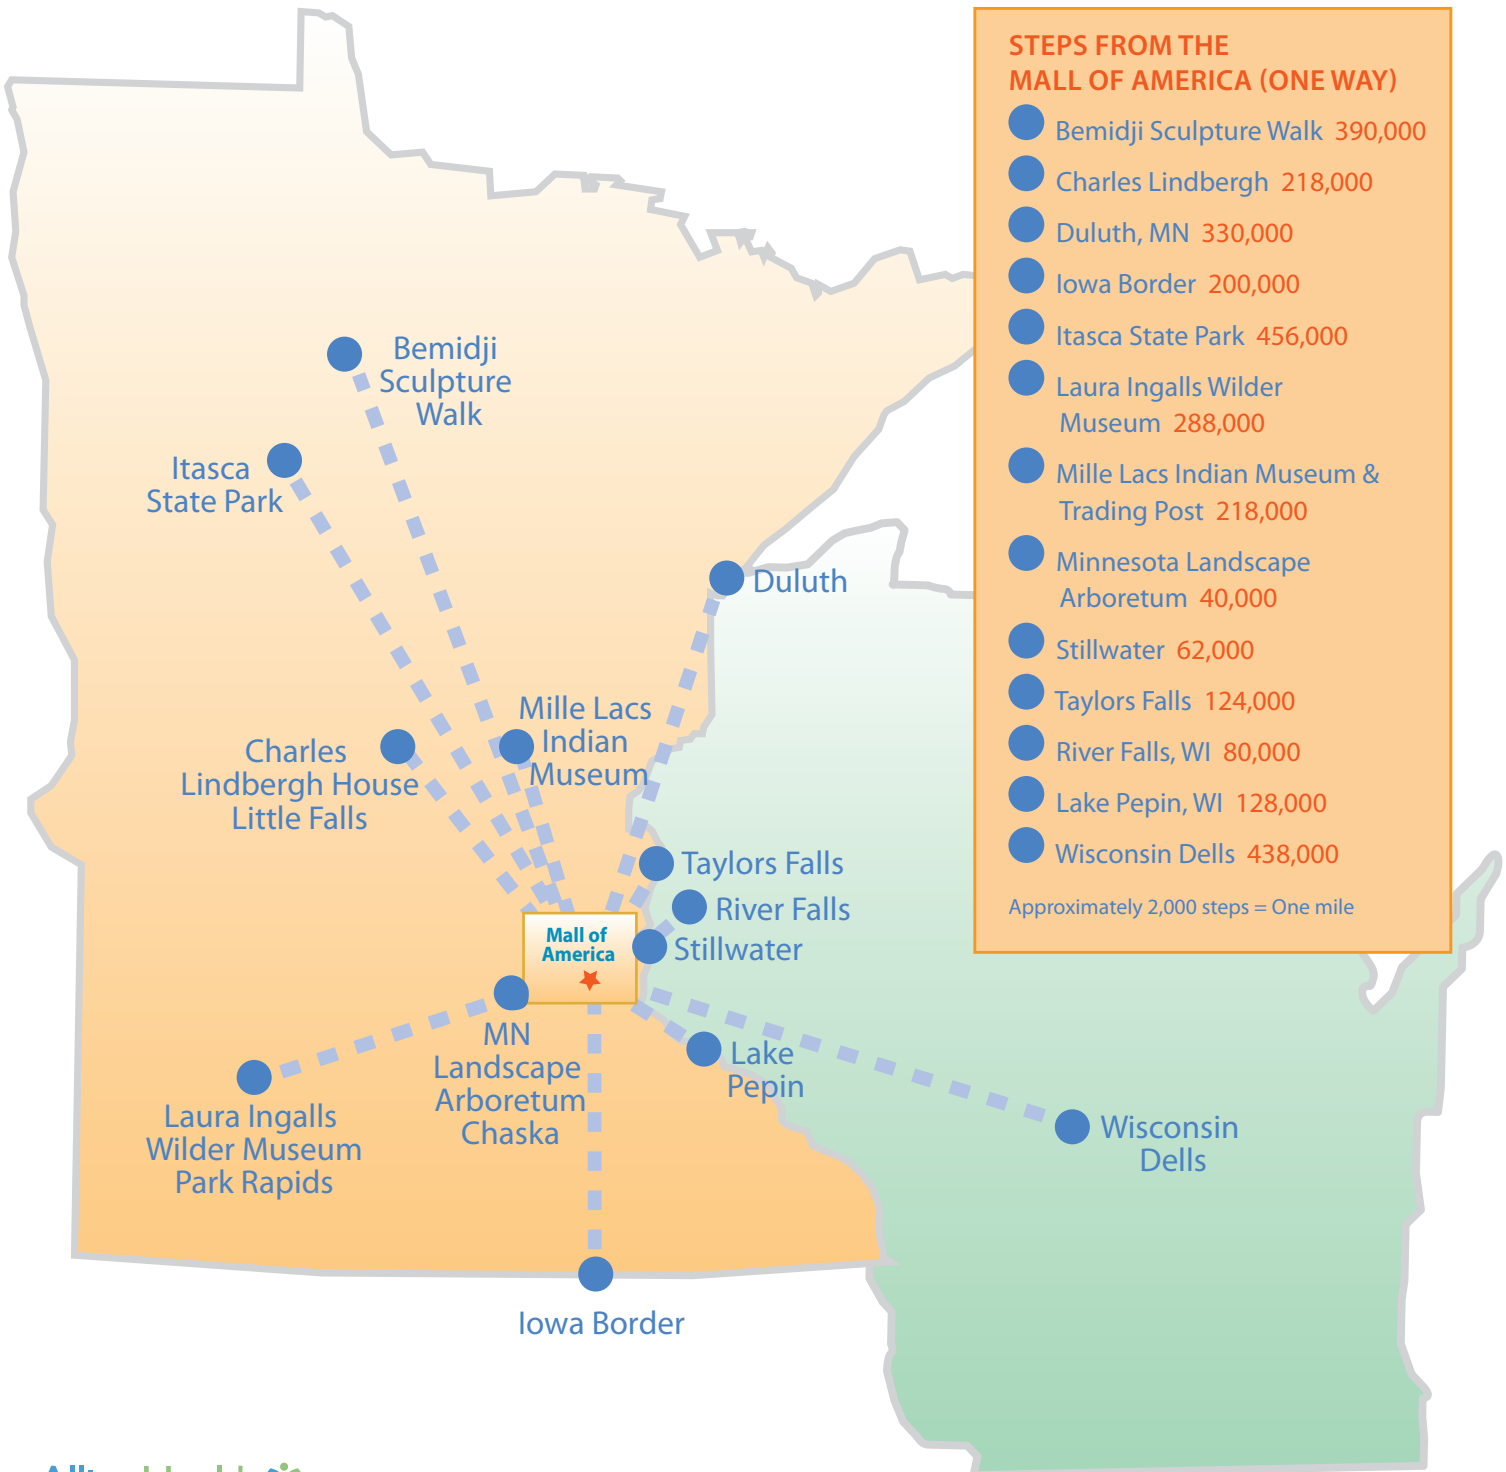 STEPS FROM THE
MALL OF AMERICA (ONE WAY)
Bemidji Sculpture Walk 390,000
Charles Lindbergh 218,000
Duluth, MN 330,000
Iowa Border 200,000
Itasca State Park 456,000
Laura Ingalls Wilder
Museum 288,000
Mille Lacs Indian Museum &
Trading Post 218,000
Minnesota Landscape
Arboretum 40,000
Stillwater 62,000
Taylors Falls 124,000
River Falls, WI 80,000
Lake Pepin, WI 128,000
Wisconsin Dells 438,000
Approximately 2,000 steps = One mile
Bemidji
Sculpture
Walk
Itasca
State Park
Duluth
Mille Lacs
Indian
Museum
Charles
Lindbergh House
Little Falls
Taylors Falls
River Falls
Stillwater
Mall of
America
MN
Landscape
Arboretum
Chaska
Lake
Pepin
Laura Ingalls
Wilder Museum
Park Rapids
Wisconsin
Dells
Iowa Border